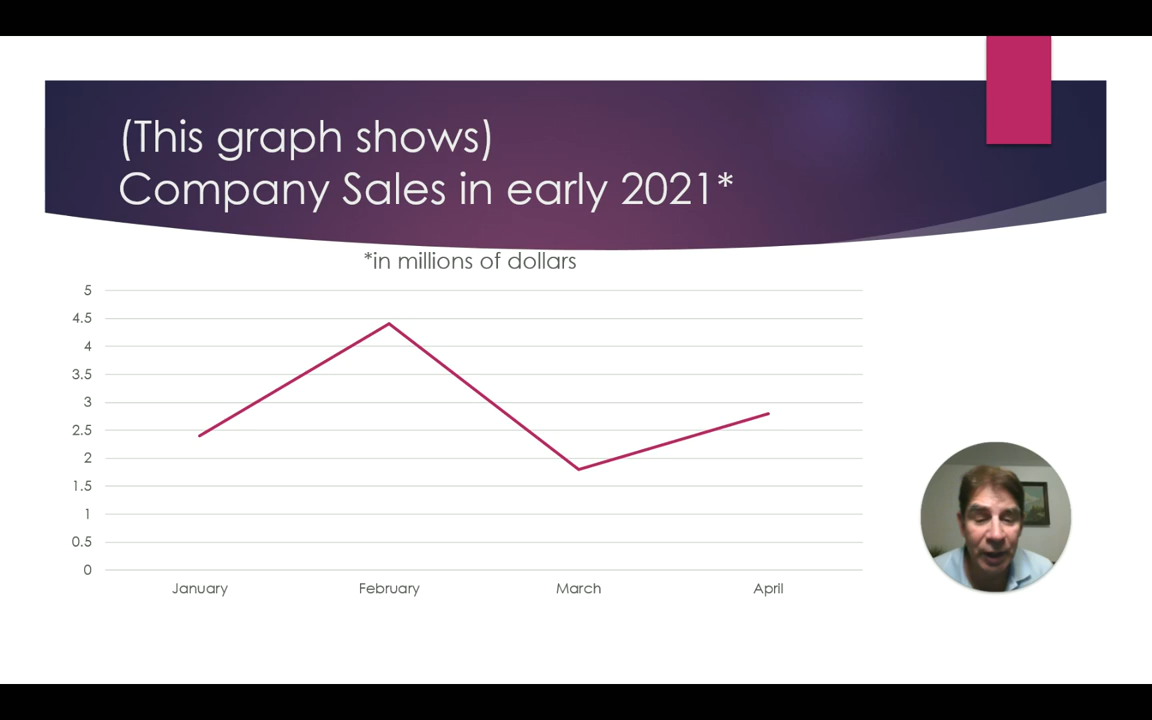 (This graph shows)
Company Sales in early 2021*
*in millions of dollars
5
4.5
4
3.5
3
2.5
2
1.5
1
0.5
0
January February March April